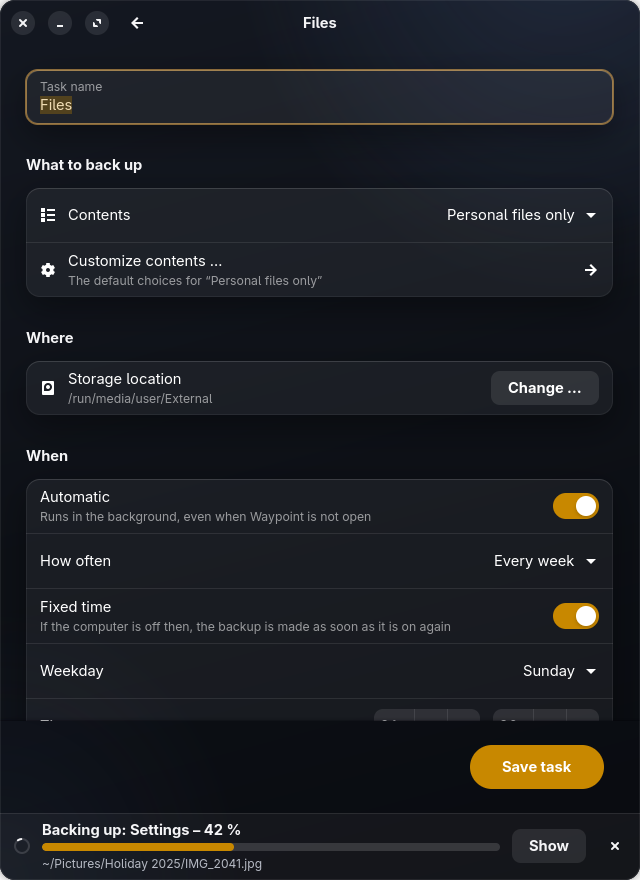 Files
Task name
Files
What to back up
Contents
Personal files only
Customize contents ...
The default choices for “Personal files only”
Where
Storage location
/run/media/user/External
Change ...
When
Automatic
Runs in the background, even when Waypoint is not open
How often
Every week
Fixed time
If the computer is off then, the backup is made as soon as it is on again
Weekday
Sunday
Save task
Backing up: Settings – 42 %
~/Pictures/Holiday 2025/IMG_2041.jpg
Show